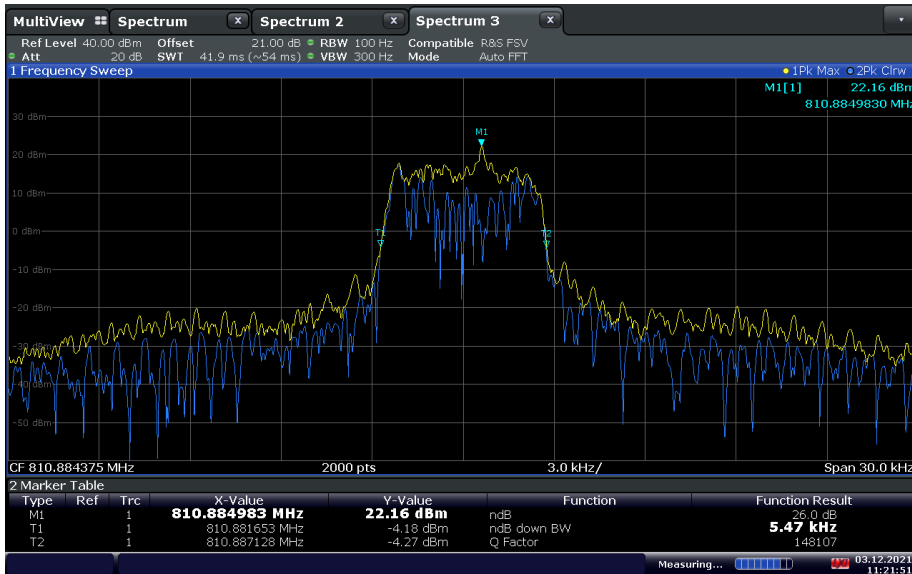 MultiView Spectrum x Spectrum 2 x Spectrum 3 x
Ref Level 40.00 dBm Offset 21.00 dB RBW 100 Hz Compatible R&S FSV
Att 20 dB SWT 41.9 ms (~54 ms) VBW 300 Hz Mode Auto FFT
1 Frequency Sweep 1Pk Max 2Pk Clrw
M1[1] 22.16 dBm
810.8849830 MHz
30 dBm
M1
20 dBm
10 dBm
0 dBm
T1
T2
-10 dBm
-20 dBm
-30 dBm
-40 dBm
-50 dBm
CF 810.884375 MHz 2000 pts 3.0 kHz/ Span 30.0 kHz
2 Marker Table
Type Ref Trc X-Value Y-Value Function Function Result
M1 1 810.884983 MHz 22.16 dBm ndB 26.0 dB
T1 1 810.881653 MHz -4.18 dBm ndB down BW 5.47 kHz
T2 1 810.887128 MHz -4.27 dBm Q Factor 148107
Measuring... 03.12.2021
11:21:51